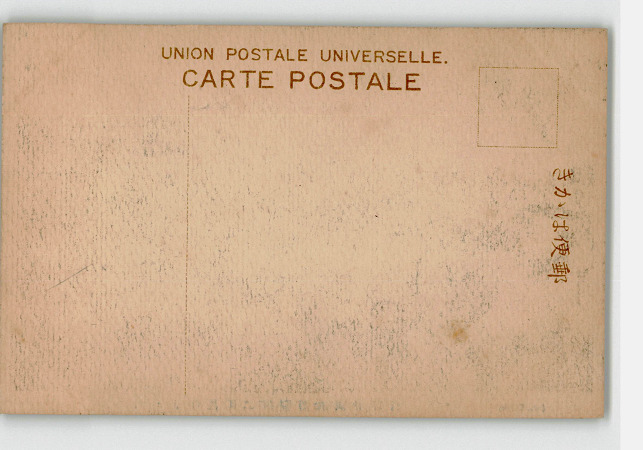 UNION POSTALE UNIVERSELLE.
CARTE POSTALE
郵便はがき